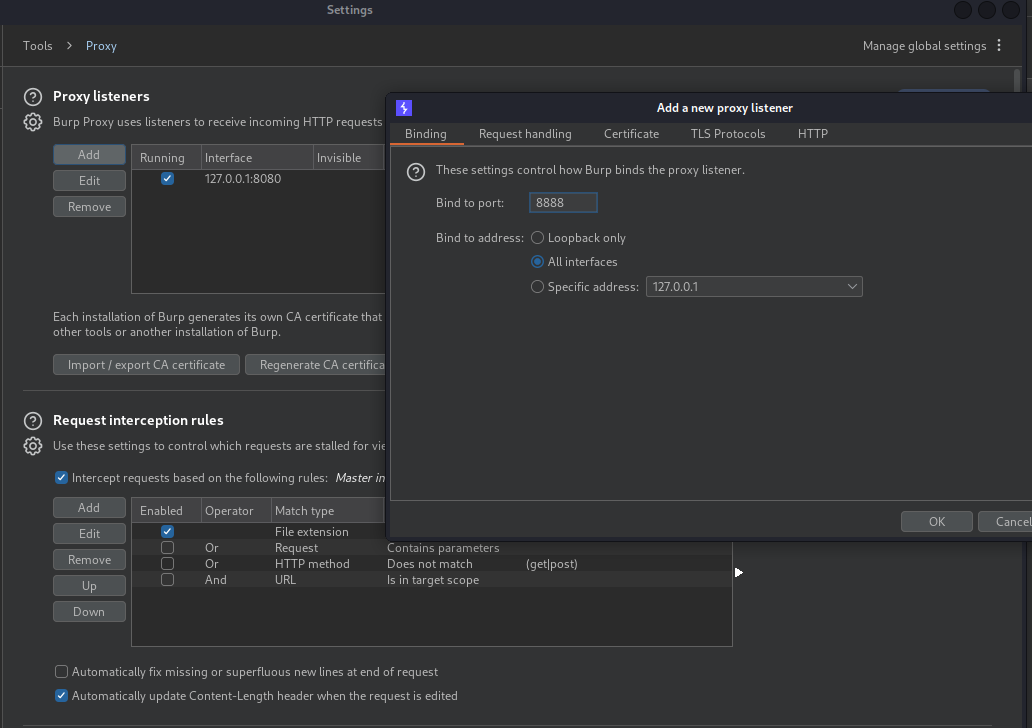 Settings
Tools > Proxy
Manage global settings
Proxy listeners
Burp Proxy uses listeners to receive incoming HTTP requests
Add
Edit
Remove
Running Interface Invisible
127.0.0.1:8080
Each installation of Burp generates its own CA certificate that
other tools or another installation of Burp.
Import / export CA certificate
Regenerate CA certifica
Request interception rules
Use these settings to control which requests are stalled for vie
Intercept requests based on the following rules: Master in
Add
Edit
Remove
Up
Down
Enabled Operator Match type
File extension
Or Request Contains parameters
Or HTTP method Does not match (get|post)
And URL Is in target scope
Automatically fix missing or superfluous new lines at end of request
Automatically update Content-Length header when the request is edited
Add a new proxy listener
Binding Request handling Certificate TLS Protocols HTTP
These settings control how Burp binds the proxy listener.
Bind to port: 8888
Bind to address: Loopback only
All interfaces
Specific address: 127.0.0.1
OK
Cancel